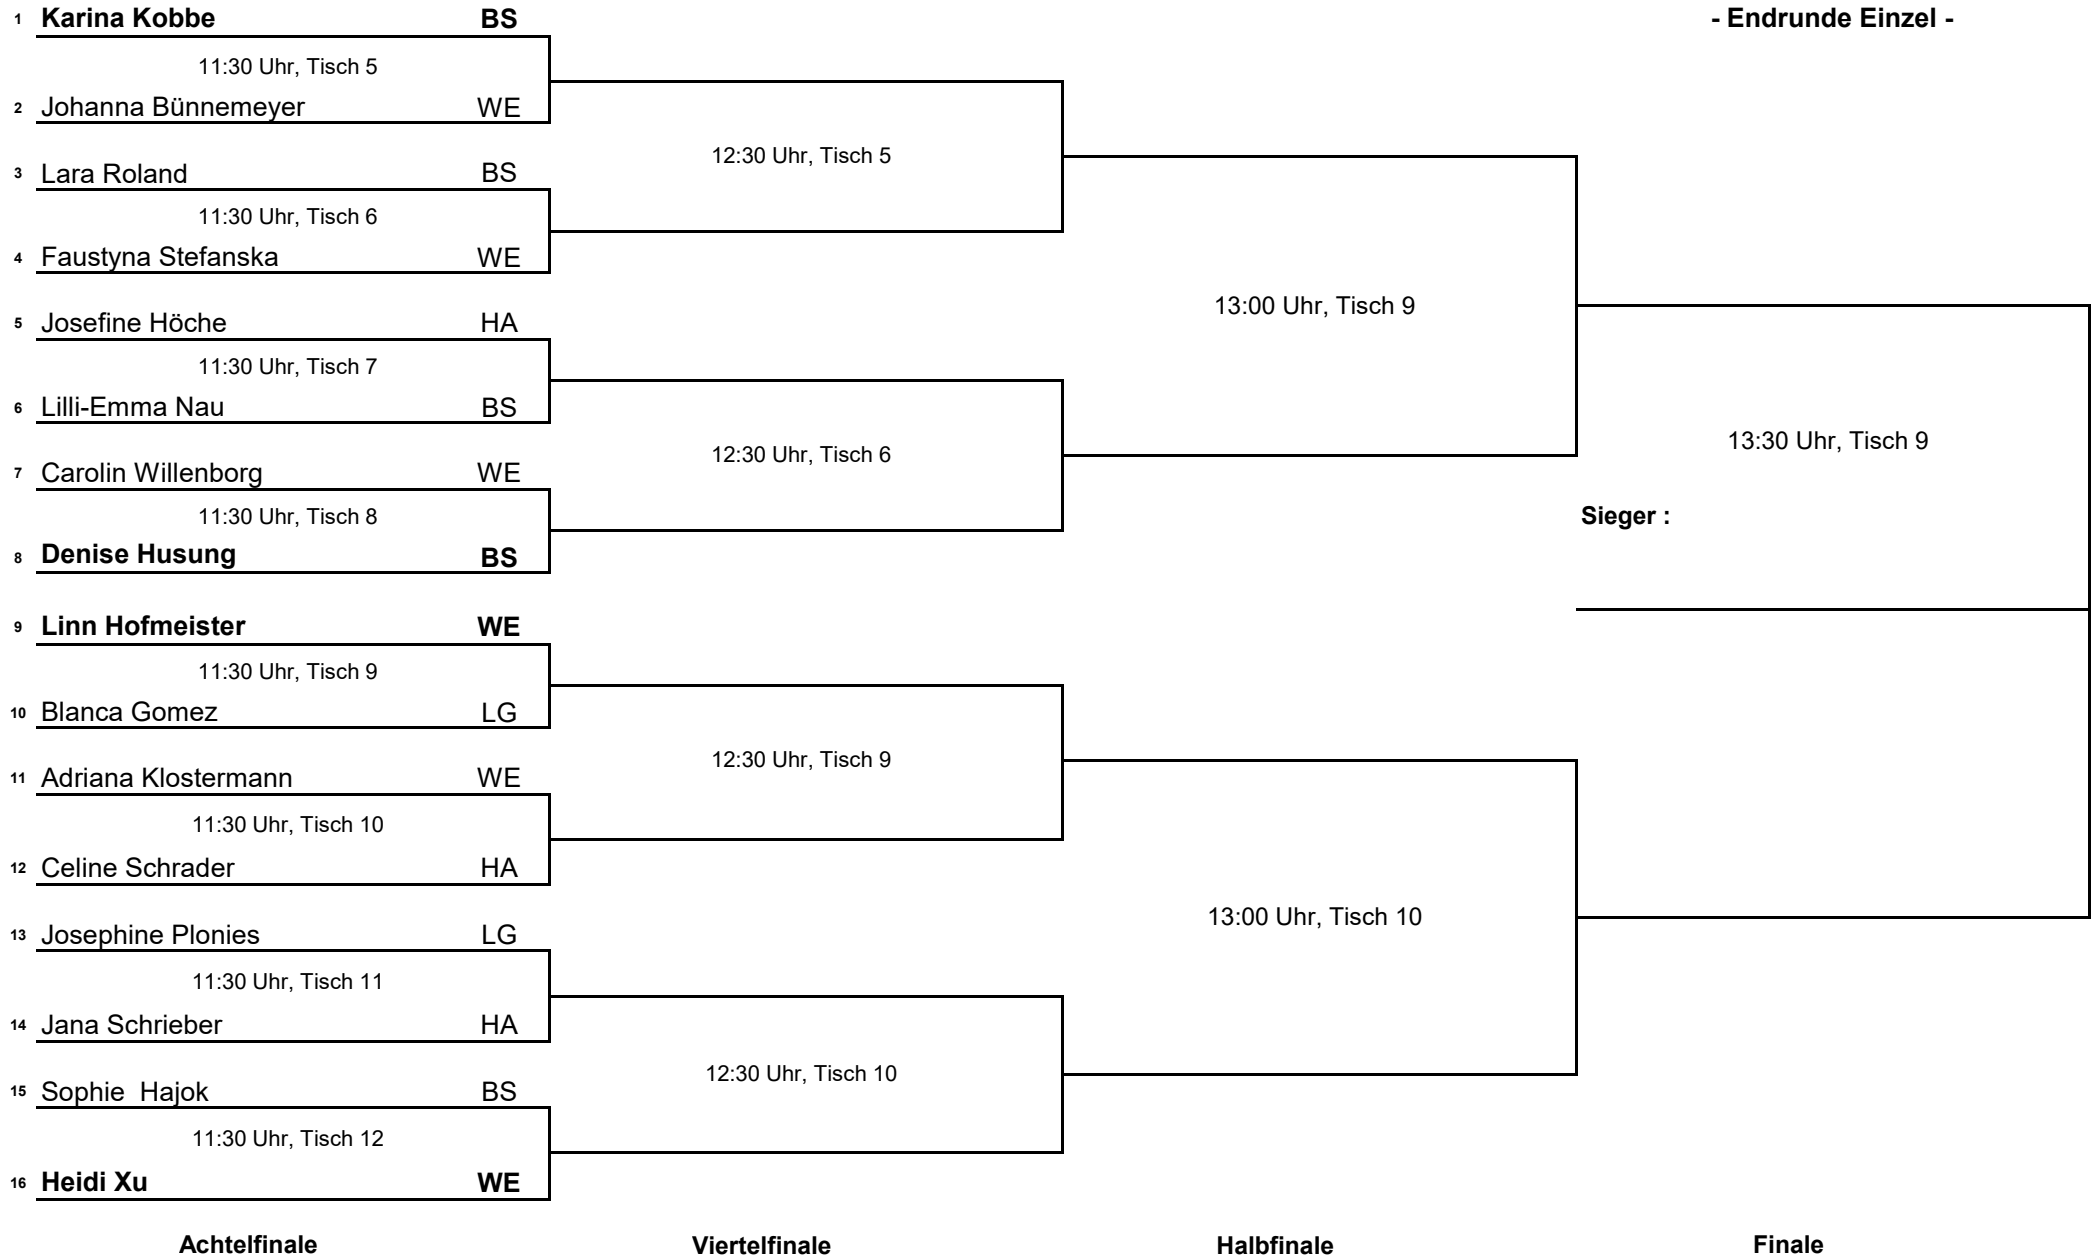 1 Karina Kobbe BS
- Endrunde Einzel -
11:30 Uhr, Tisch 5
2 Johanna Bünnemeyer WE
12:30 Uhr, Tisch 5
3 Lara Roland BS
11:30 Uhr, Tisch 6
4 Faustyna Stefanska WE
13:00 Uhr, Tisch 9
5 Josefine Höche HA
11:30 Uhr, Tisch 7
6 Lilli-Emma Nau BS
13:30 Uhr, Tisch 9
12:30 Uhr, Tisch 6
7 Carolin Willenborg WE
11:30 Uhr, Tisch 8
Sieger :
8 Denise Husung BS
9 Linn Hofmeister WE
11:30 Uhr, Tisch 9
10 Blanca Gomez LG
12:30 Uhr, Tisch 9
11 Adriana Klostermann WE
11:30 Uhr, Tisch 10
12 Celine Schrader HA
13:00 Uhr, Tisch 10
13 Josephine Plonies LG
11:30 Uhr, Tisch 11
14 Jana Schrieber HA
12:30 Uhr, Tisch 10
15 Sophie  Hajok BS
11:30 Uhr, Tisch 12
16 Heidi Xu WE
Achtelfinale Viertelfinale Halbfinale Finale